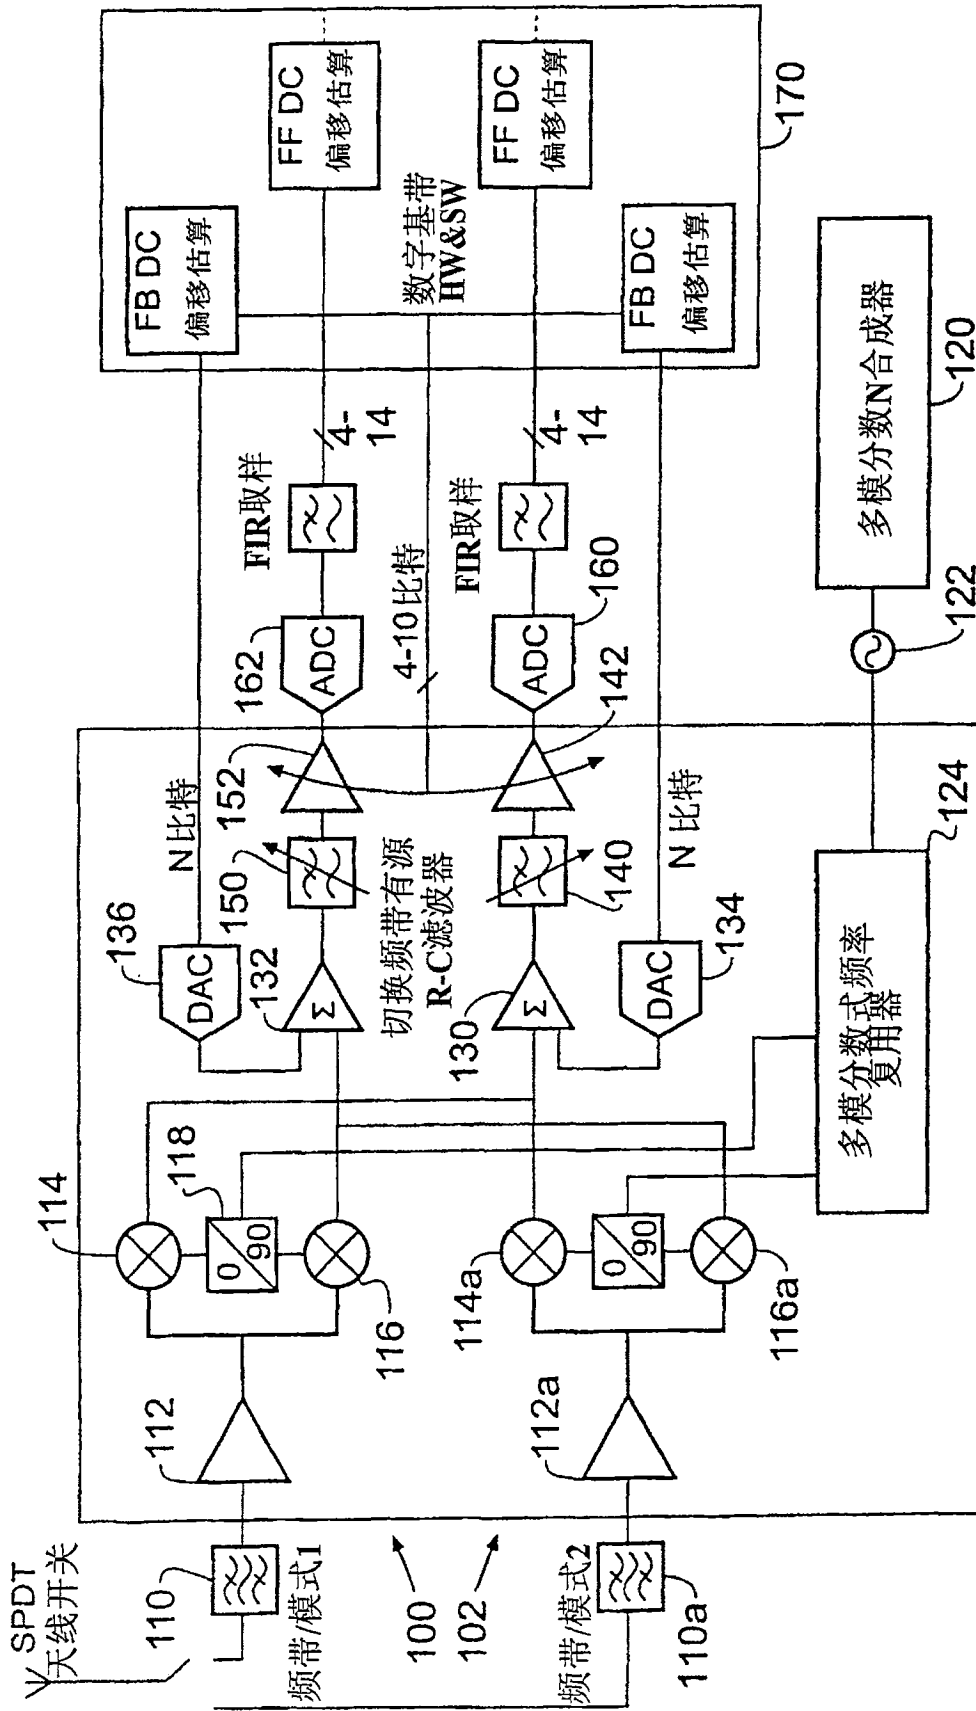 SPDT
天线开关
110
频带/模式1
100
102
频带/模式2
110a
112
112a
114
118
0
90
116
114a
0
90
116a
136
DAC
132
Σ
N比特
150
152
切换频带有源
R-C滤波器
130
Σ
140
142
DAC
134
N比特
多模分数式频率
复用器
124
162
ADC
FIR取样
4-
14
4-10比特
ADC
160
FIR取样
4-
14
122
多模分数N合成器
120
FB DC
偏移估算
FF DC
偏移估算
数字基带
HW&SW
FF DC
偏移估算
FB DC
偏移估算
170